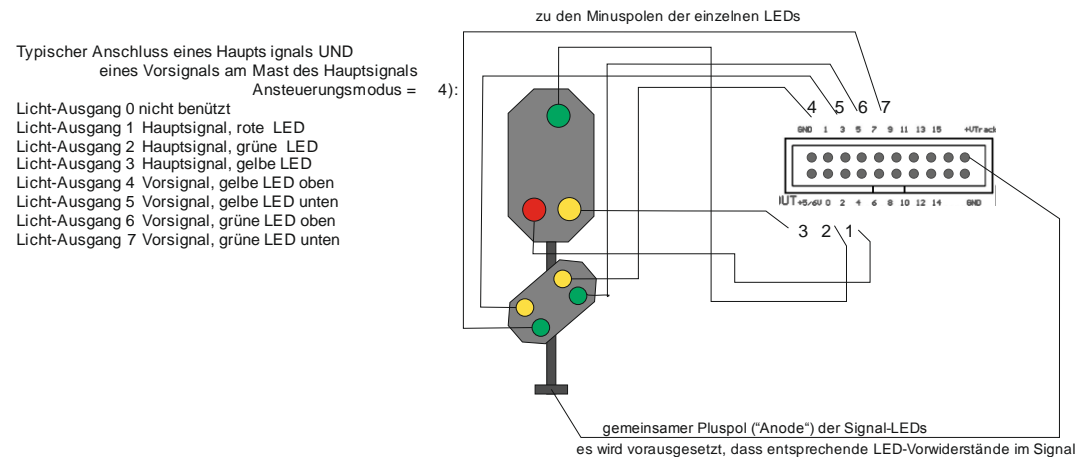 zu den Minuspolen der einzelnen LEDs
Typischer Anschluss eines Haupts ignals UND
eines Vorsignals am Mast des Hauptsignals
Ansteuerungsmodus = 4):
Licht-Ausgang 0 nicht benützt
Licht-Ausgang 1 Hauptsignal, rote LED
Licht-Ausgang 2 Hauptsignal, grüne LED
Licht-Ausgang 3 Hauptsignal, gelbe LED
Licht-Ausgang 4 Vorsignal, gelbe LED oben
Licht-Ausgang 5 Vorsignal, gelbe LED unten
Licht-Ausgang 6 Vorsignal, grüne LED oben
Licht-Ausgang 7 Vorsignal, grüne LED unten
4 5 6 7
GND 1 3 5 7 9 11 13 15 +VTrack
UT +5/6V 0 2 4 6 8 10 12 14 GND
3 2 1
gemeinsamer Pluspol (“Anode”) der Signal-LEDs
es wird vorausgesetzt, dass entsprechende LED-Vorwiderstände im Signal